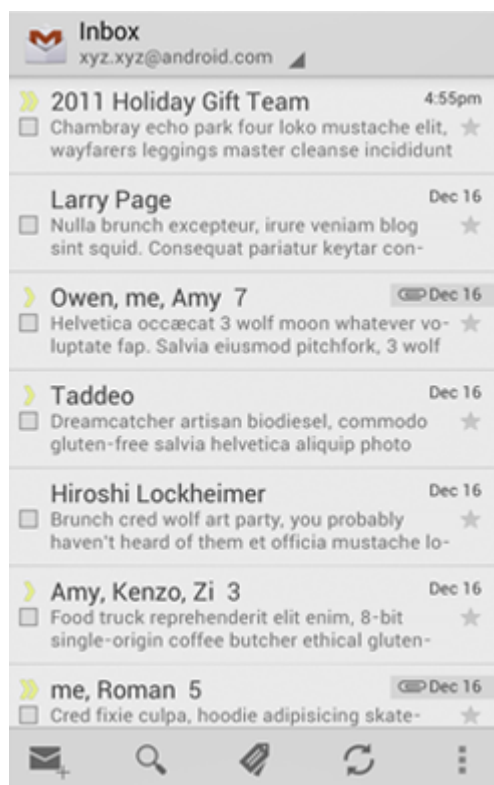 Inbox
xyz.xyz@android.com
2011 Holiday Gift Team 4:55pm
Chambray echo park four loko mustache elit,
wayfarers leggings master cleanse incididunt
Larry Page Dec 16
Nulla brunch excepteur, irure veniam blog
sint squid. Consequat pariatur keytar con-
Owen, me, Amy 7 Dec 16
Helvetica occæcat 3 wolf moon whatever vo-
luptate fap. Salvia eiusmod pitchfork, 3 wolf
Taddeo Dec 16
Dreamcatcher artisan biodiesel, commodo
gluten-free salvia helvetica aliquip photo
Hiroshi Lockheimer Dec 16
Brunch cred wolf art party, you probably
haven't heard of them et officia mustache lo-
Amy, Kenzo, Zi 3 Dec 16
Food truck reprehenderit elit enim, 8-bit
single-origin coffee butcher ethical gluten-
me, Roman 5 Dec 16
Cred fixie culpa, hoodie adipisicing skate-